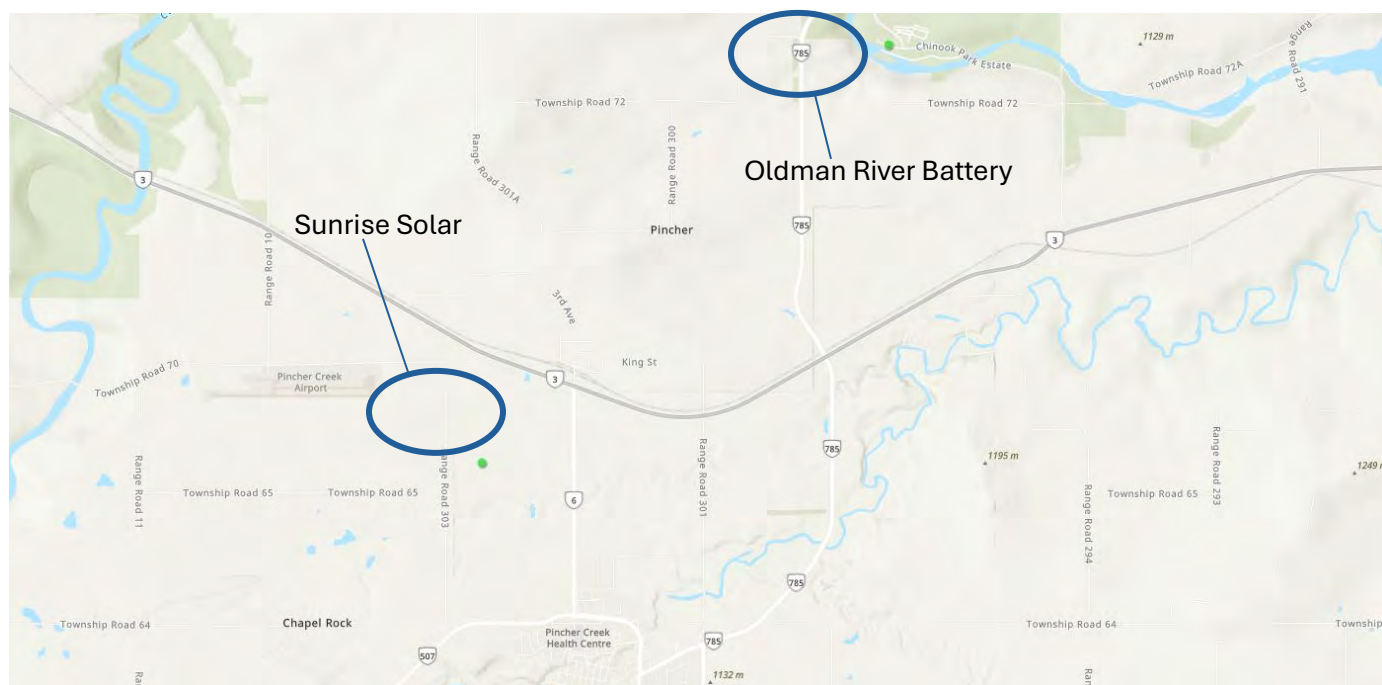 785
Chinook Park Estate
1129 m
Range Road 291
Township Road 72A
Township Road 72
Township Road 72
Range Road 301A
Range Road 300
Oldman River Battery
3
Sunrise Solar
785
Pincher
3
Range Road 10
3rd Ave
King St
Township Road 70
Pincher Creek
Airport
3
Range Road 11
Range Road 303
Range Road 301
785
1195 m
Range Road 293
1249 m
Township Road 65
Township Road 65
6
Township Road 65
Range Road 294
785
Township Road 64
Chapel Rock
Pincher Creek
Health Centre
785
Township Road 64
Township
507
1132 m